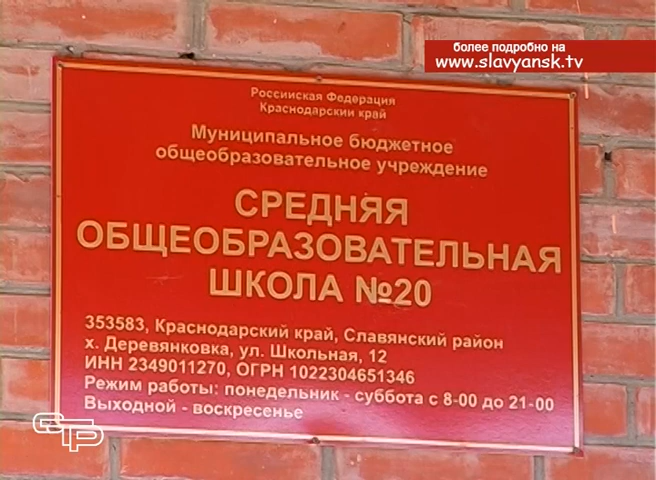 более подробно на
www.slavyansk.tv
Российская Федерация
Краснодарский край
Муниципальное бюджетное
общеобразовательное учреждение
СРЕДНЯЯ
ОБЩЕОБРАЗОВАТЕЛЬНАЯ
ШКОЛА №20
353583, Краснодарский край, Славянский район
х. Деревянковка, ул. Школьная, 12
ИНН 2349011270, ОГРН 1022304651346
Режим работы: понедельник - суббота с 8-00 до 21-00
Выходной - воскресенье
СТР